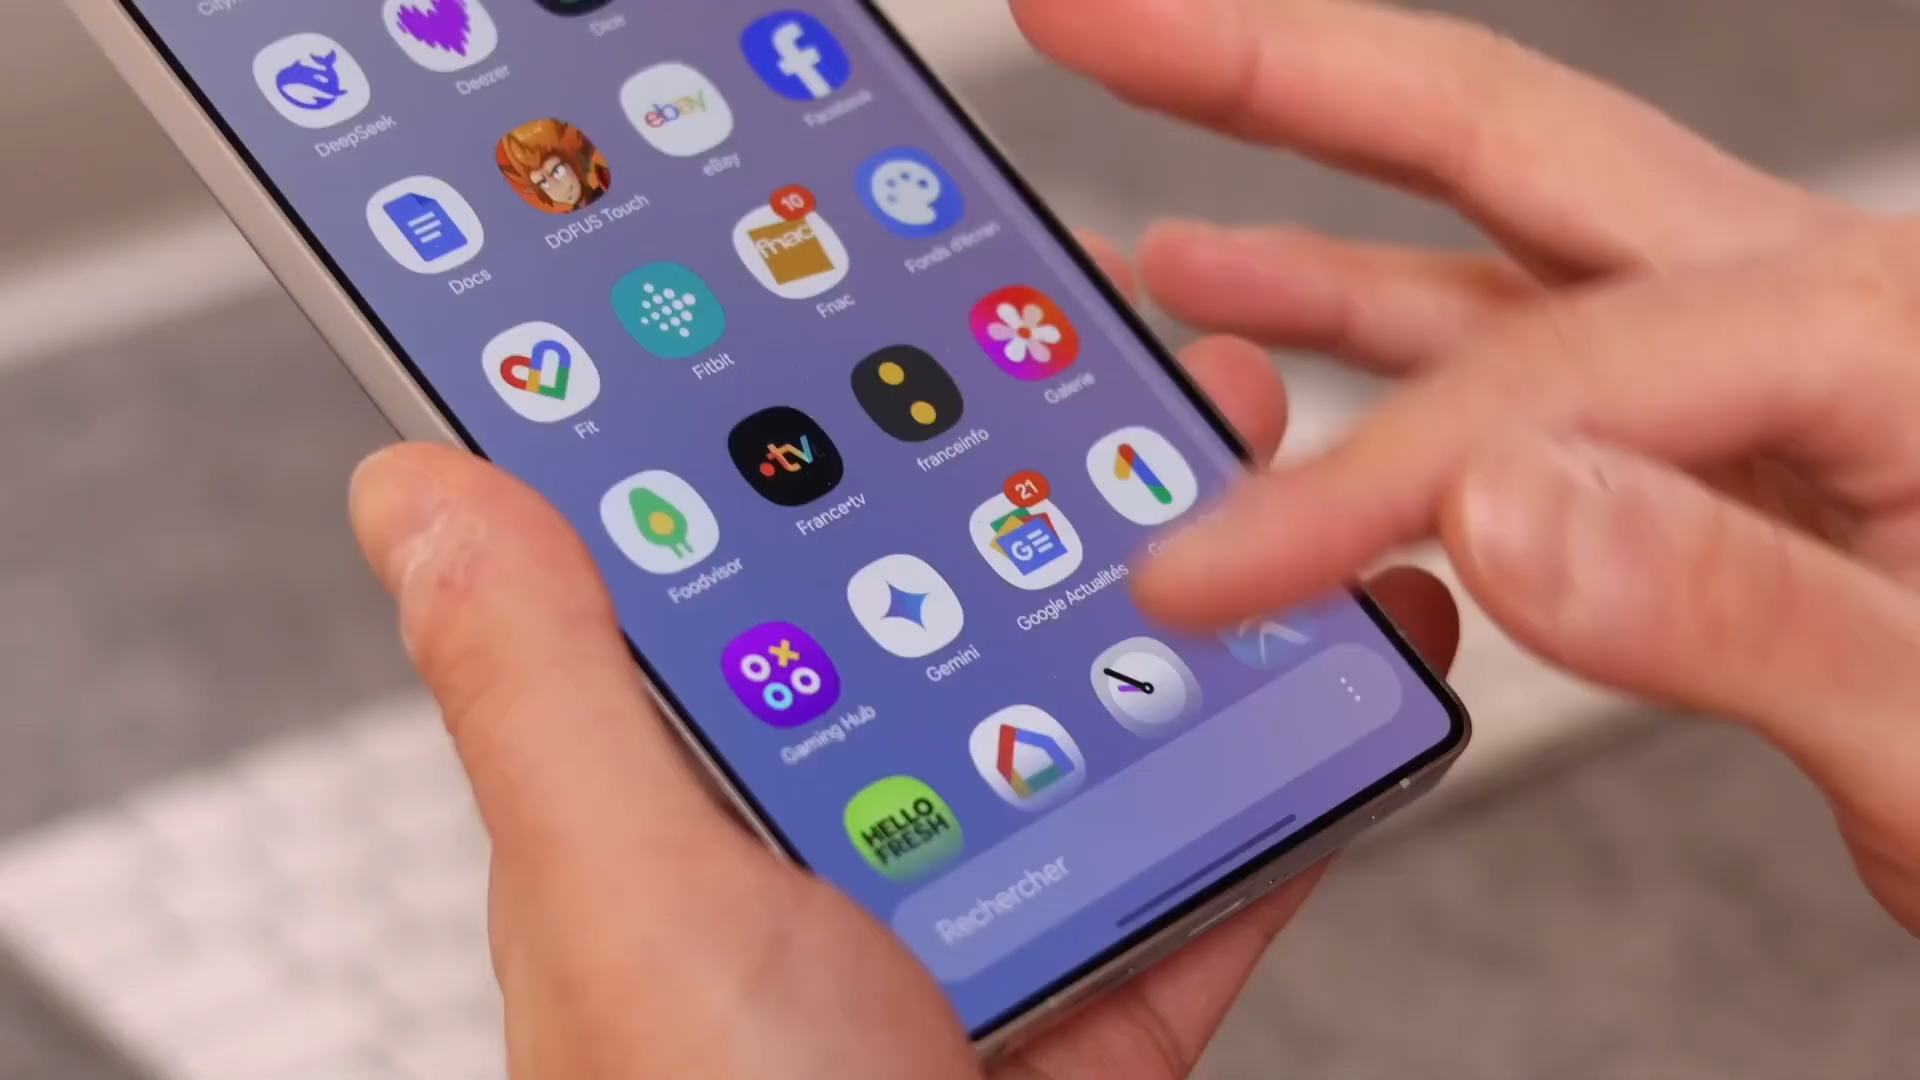 DeepSeek
Deezer
Dice
ebay
eBay
Facebook
Docs
DOFUS Touch
10
fnac
Fnac
Fonds d'écran
Fit
Fitbit
tv
France•tv
franceinfo
Galerie
Foodvisor
Gemini
21
G
Google Actualités
Gaming Hub
HELLO
FRESH
Rechercher